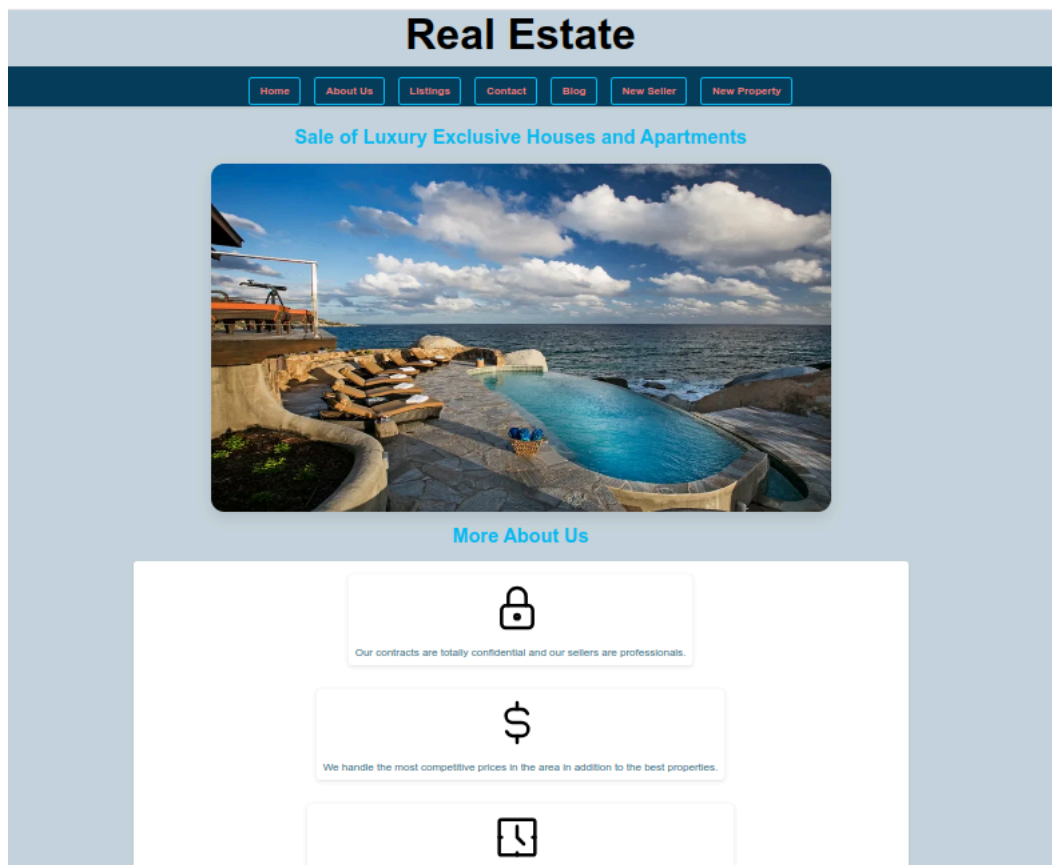 Real Estate
Home About Us Listings Contact Blog New Seller New Property
Sale of Luxury Exclusive Houses and Apartments
More About Us
Our contracts are totally confidential and our sellers are professionals.
We handle the most competitive prices in the area in addition to the best properties.